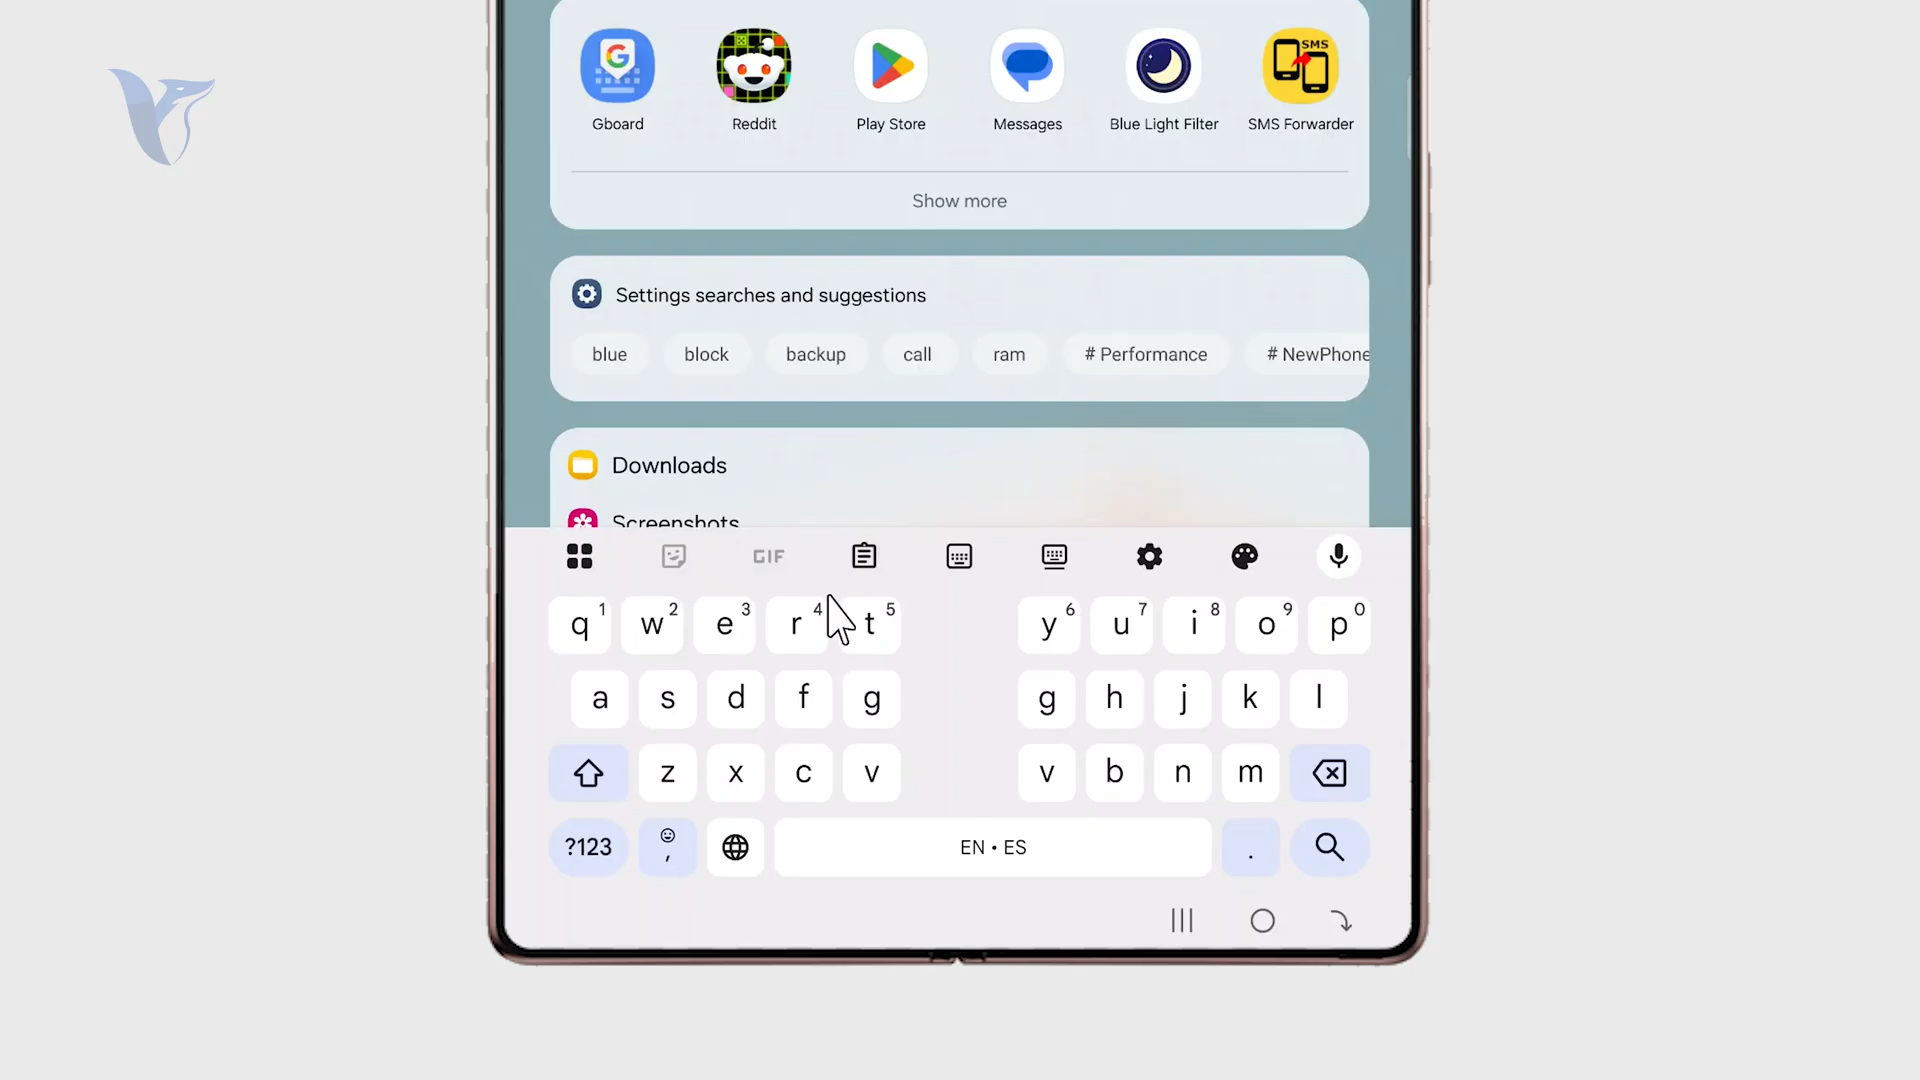 SMS
Gboard Reddit Play Store Messages Blue Light Filter SMS Forwarder
Show more
Settings searches and suggestions
blue block backup call ram # Performance # NewPhone
Downloads
Screenshots
GIF
q 1 w 2 e 3 r 4 t 5 y 6 u 7 i 8 o 9 p 0
a s d f g g h j k l
z x c v v b n m
?123 , EN • ES .